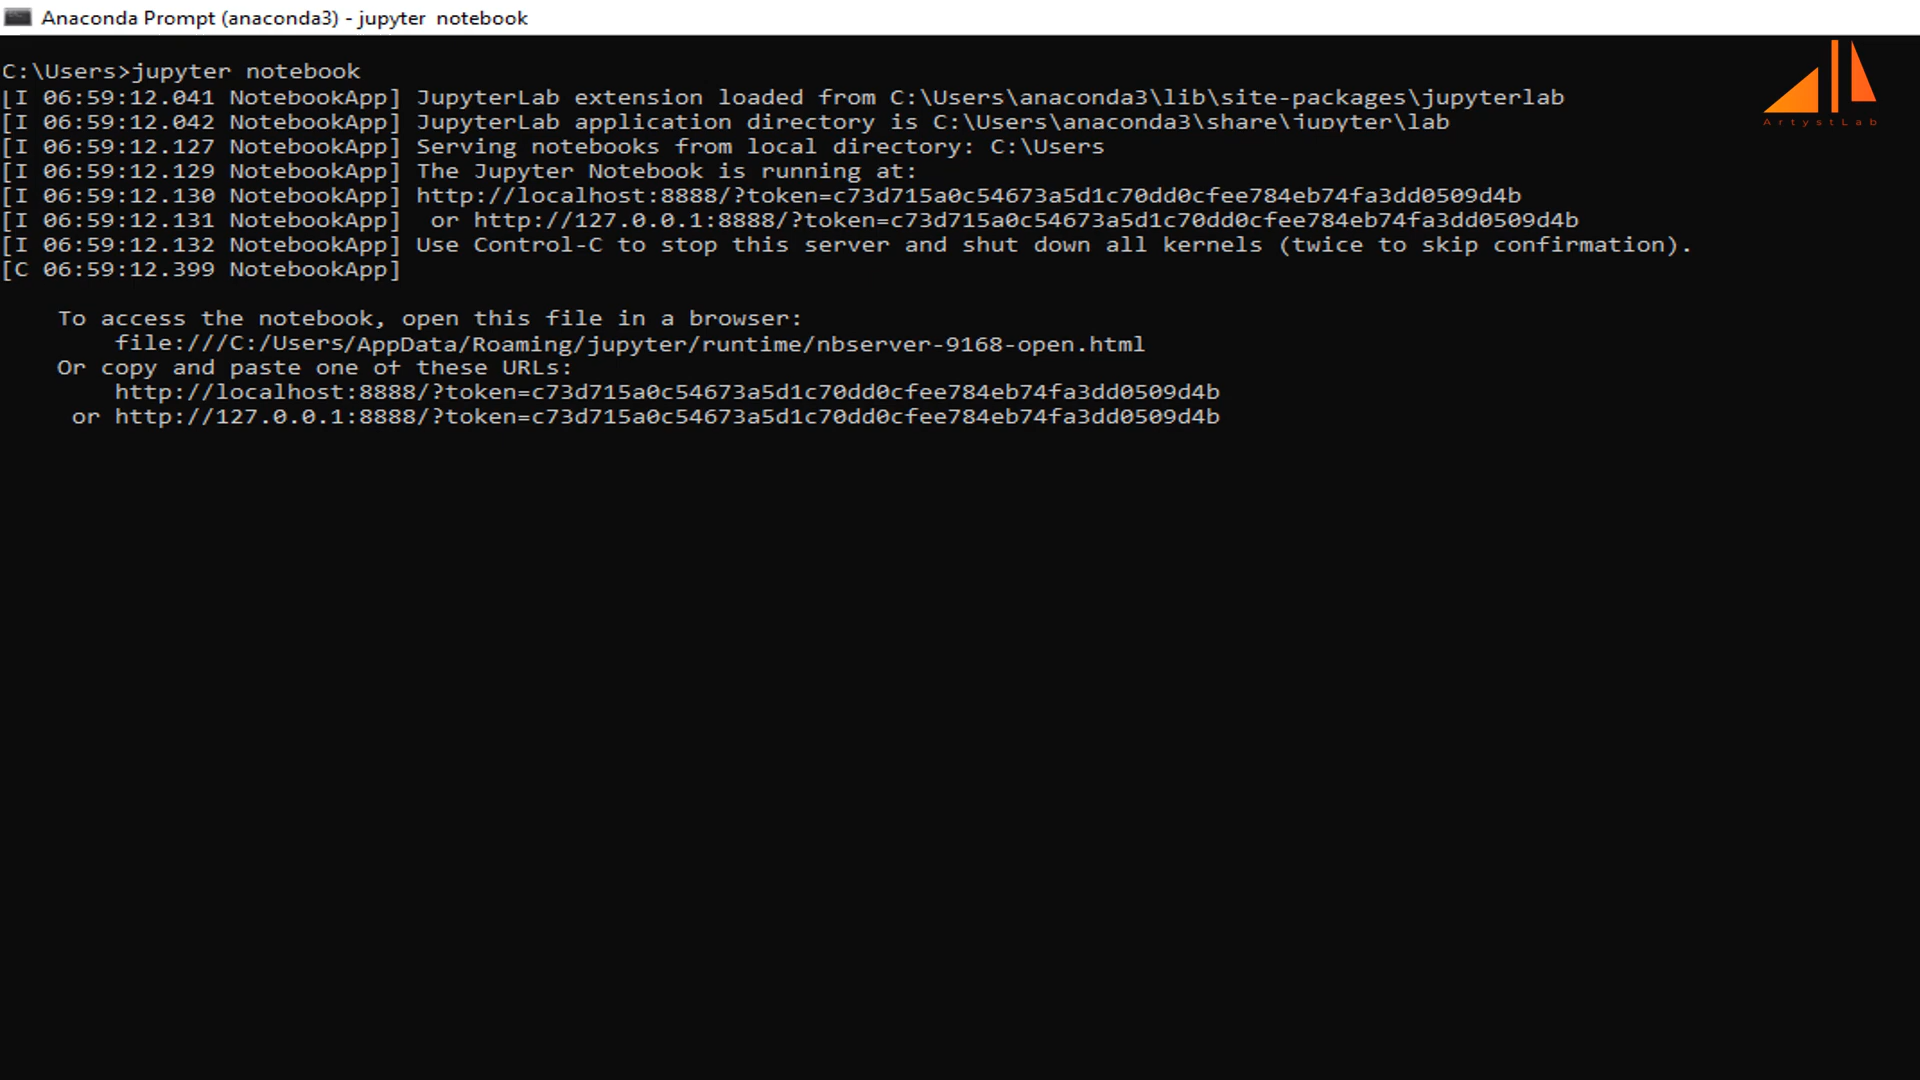 Anaconda Prompt (anaconda3) - jupyter notebook
C:\Users>jupyter notebook
[I 06:59:12.041 NotebookApp] JupyterLab extension loaded from C:\Users\anaconda3\lib\site-packages\jupyterlab
[I 06:59:12.042 NotebookApp] JupyterLab application directory is C:\Users\anaconda3\share\jupyter\lab
[I 06:59:12.127 NotebookApp] Serving notebooks from local directory: C:\Users
[I 06:59:12.129 NotebookApp] The Jupyter Notebook is running at:
[I 06:59:12.130 NotebookApp] http://localhost:8888/?token=c73d715a0c54673a5d1c70dd0cfee784eb74fa3dd0509d4b
[I 06:59:12.131 NotebookApp]  or http://127.0.0.1:8888/?token=c73d715a0c54673a5d1c70dd0cfee784eb74fa3dd0509d4b
[I 06:59:12.132 NotebookApp] Use Control-C to stop this server and shut down all kernels (twice to skip confirmation).
[C 06:59:12.399 NotebookApp]
To access the notebook, open this file in a browser:
file:///C:/Users/AppData/Roaming/jupyter/runtime/nbserver-9168-open.html
Or copy and paste one of these URLs:
http://localhost:8888/?token=c73d715a0c54673a5d1c70dd0cfee784eb74fa3dd0509d4b
or http://127.0.0.1:8888/?token=c73d715a0c54673a5d1c70dd0cfee784eb74fa3dd0509d4b
ArtystLab